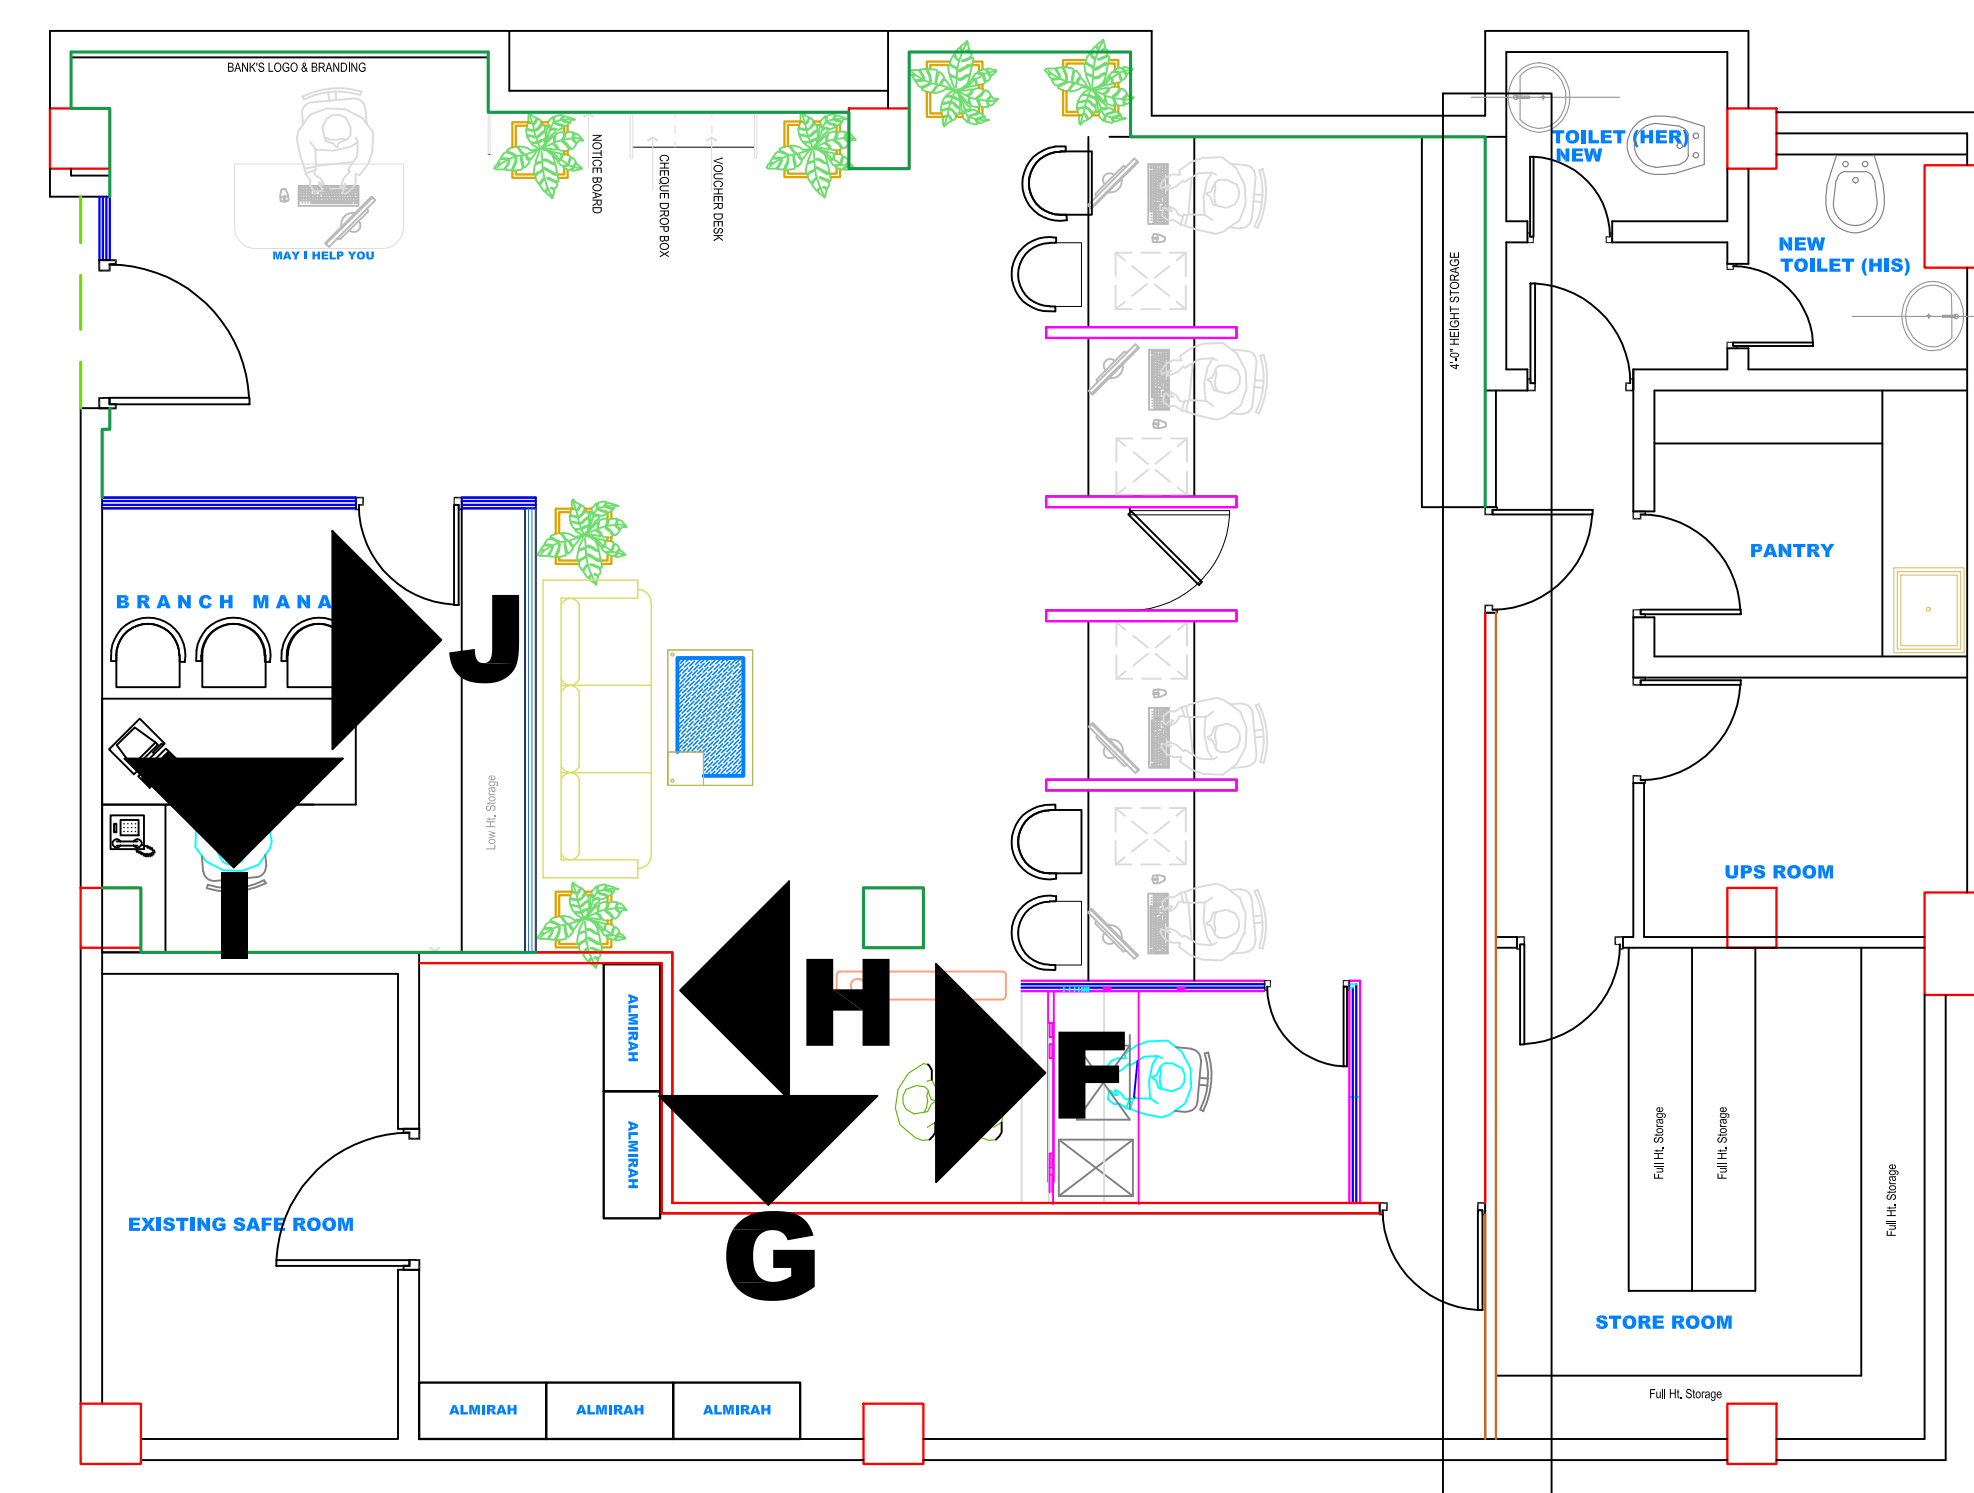 BANK'S LOGO & BRANDING
MAY I HELP YOU
NOTICE BOARD
CHEQUE DROP BOX
VOUCHER DESK
4'-0" HEIGHT STORAGE
TOILET (HER)
NEW
NEW
TOILET (HIS)
PANTRY
BRANCH MANA
J
Low Ht. Storage
I
UPS ROOM
H
F
G
ALMIRAH
ALMIRAH
EXISTING SAFE ROOM
Full Ht. Storage
Full Ht. Storage
Full Ht. Storage
STORE ROOM
Full Ht. Storage
ALMIRAH
ALMIRAH
ALMIRAH